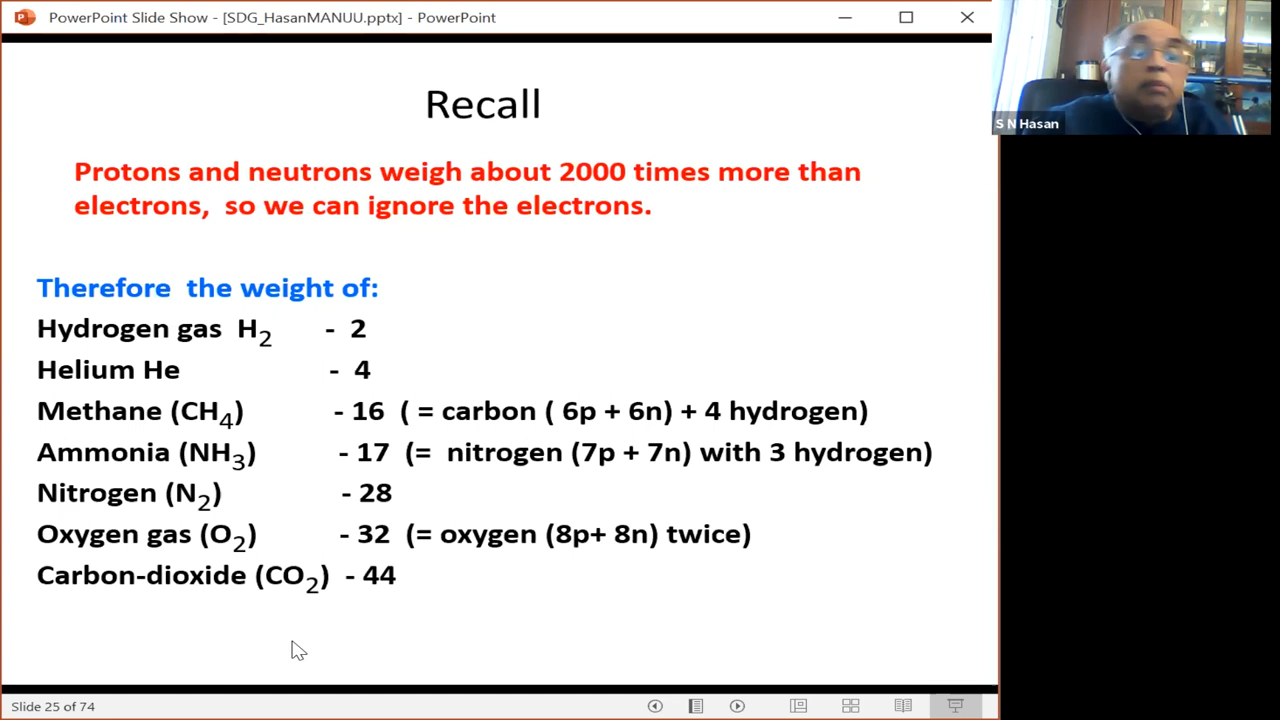 PowerPoint Slide Show - [SDG_HasanMANUU.pptx] - PowerPoint
S N Hasan
Recall
Protons and neutrons weigh about 2000 times more than
electrons, so we can ignore the electrons.
Therefore the weight of:
Hydrogen gas H₂ - 2
Helium He - 4
Methane (CH₄) - 16 ( = carbon ( 6p + 6n) + 4 hydrogen)
Ammonia (NH₃) - 17 (= nitrogen (7p + 7n) with 3 hydrogen)
Nitrogen (N₂) - 28
Oxygen gas (O₂) - 32 (= oxygen (8p+ 8n) twice)
Carbon-dioxide (CO₂) - 44
Slide 25 of 74